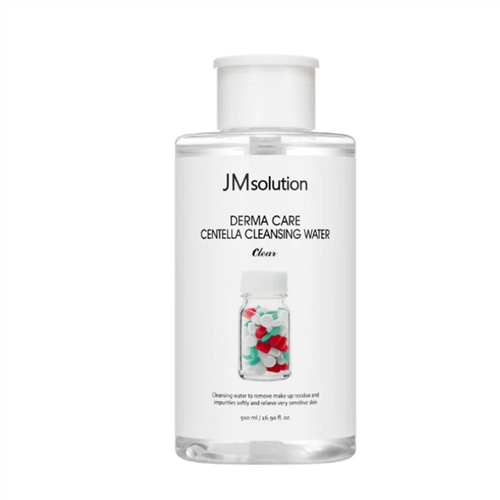 JMsolution
DERMA CARE
CENTELLA CLEANSING WATER
Clear
Cleansing water to remove make up residue and
impurities softly and relieve very sensitive skin
500 ml / 16.90 fl. oz.